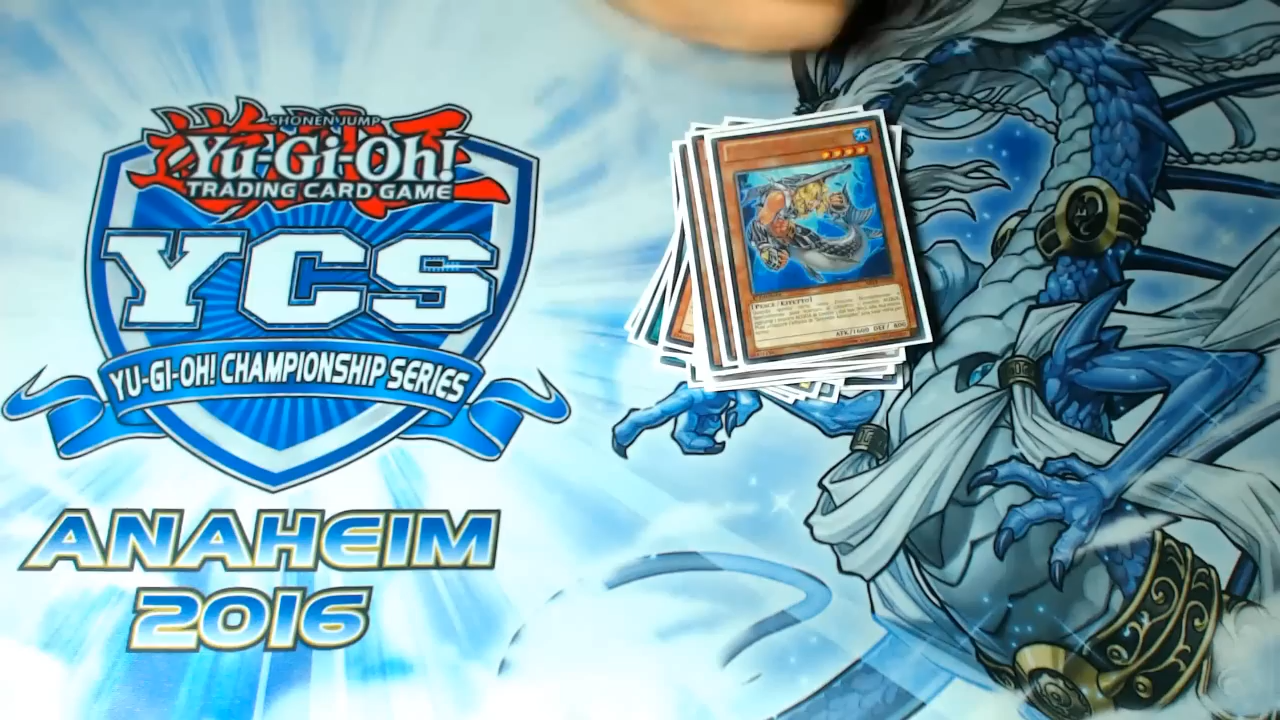 SHONEN JUMP
Yu-Gi-Oh!
TRADING CARD GAME
YCS
YU-GI-OH! CHAMPIONSHIP SERIES
ANAHEIM
2016
[PESCE / EFFETTO]
ATK/1600 DEF/ 800